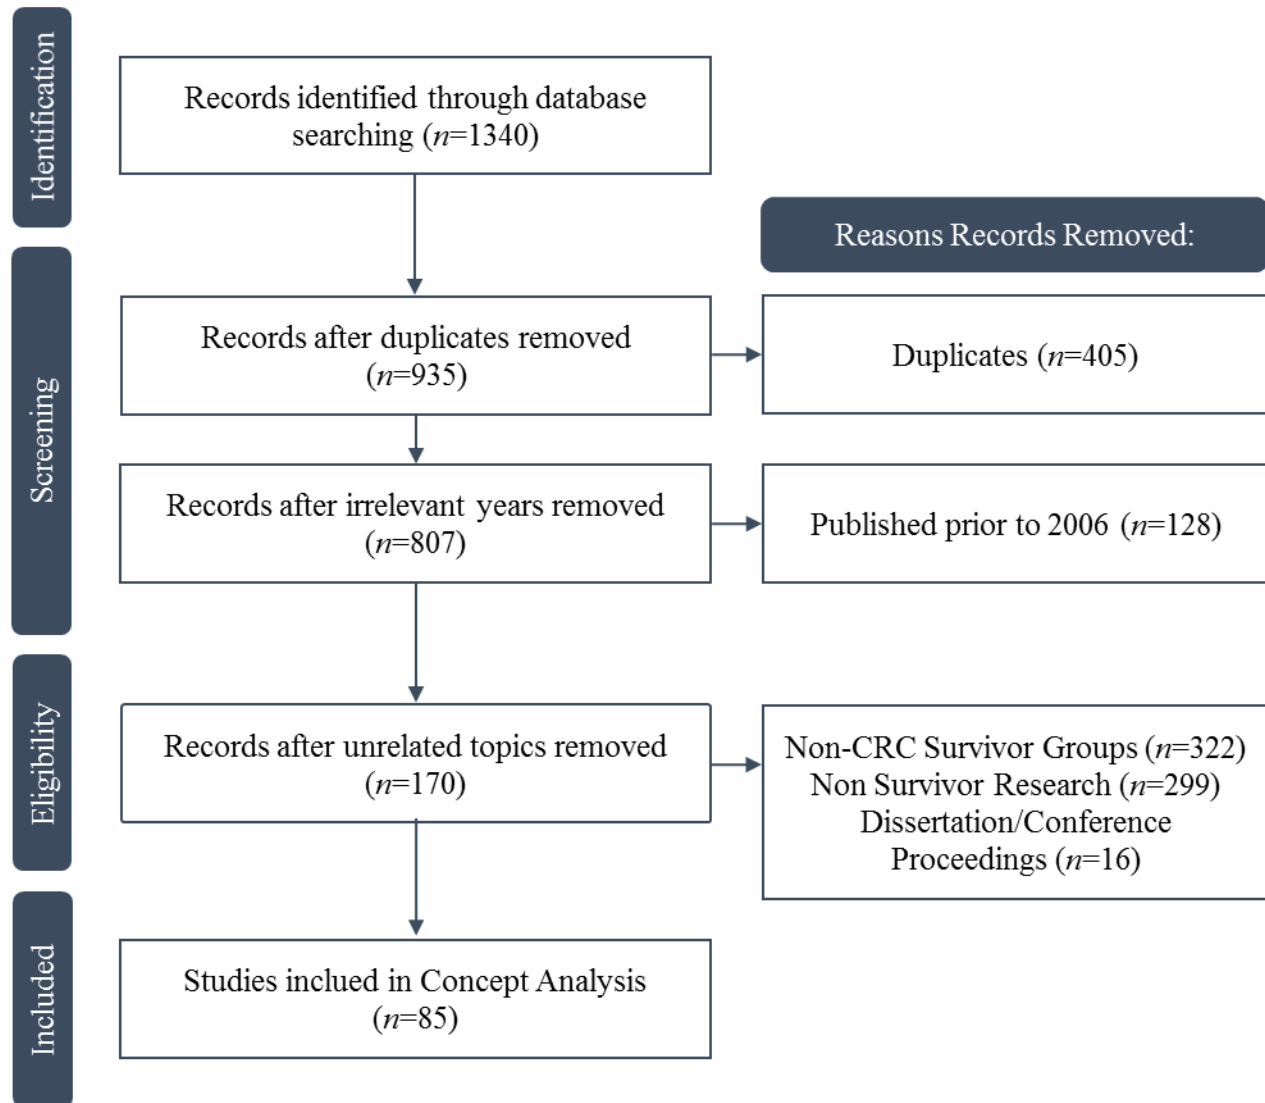 Identification
Records identified through database
searching (n=1340)
Reasons Records Removed:
Screening
Records after duplicates removed
(n=935)
Duplicates (n=405)
Records after irrelevant years removed
(n=807)
Published prior to 2006 (n=128)
Eligibility
Records after unrelated topics removed
(n=170)
Non-CRC Survivor Groups (n=322)
Non Survivor Research (n=299)
Dissertation/Conference
Proceedings (n=16)
Included
Studies inclued in Concept Analysis
(n=85)